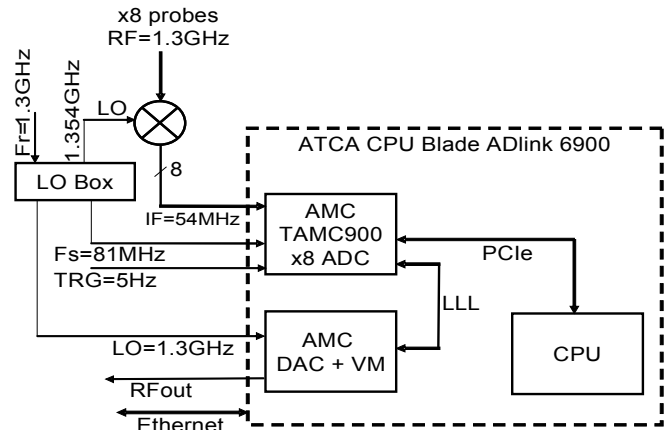 x8 probes
RF=1.3GHz
Fr=1.3GHz
1.354GHz
LO
8
ATCA CPU Blade ADlink 6900
LO Box
IF=54MHz
AMC
TAMC900
x8 ADC
Fs=81MHz
TRG=5Hz
PCIe
LLL
LO=1.3GHz
AMC
DAC + VM
CPU
RFout
Ethernet